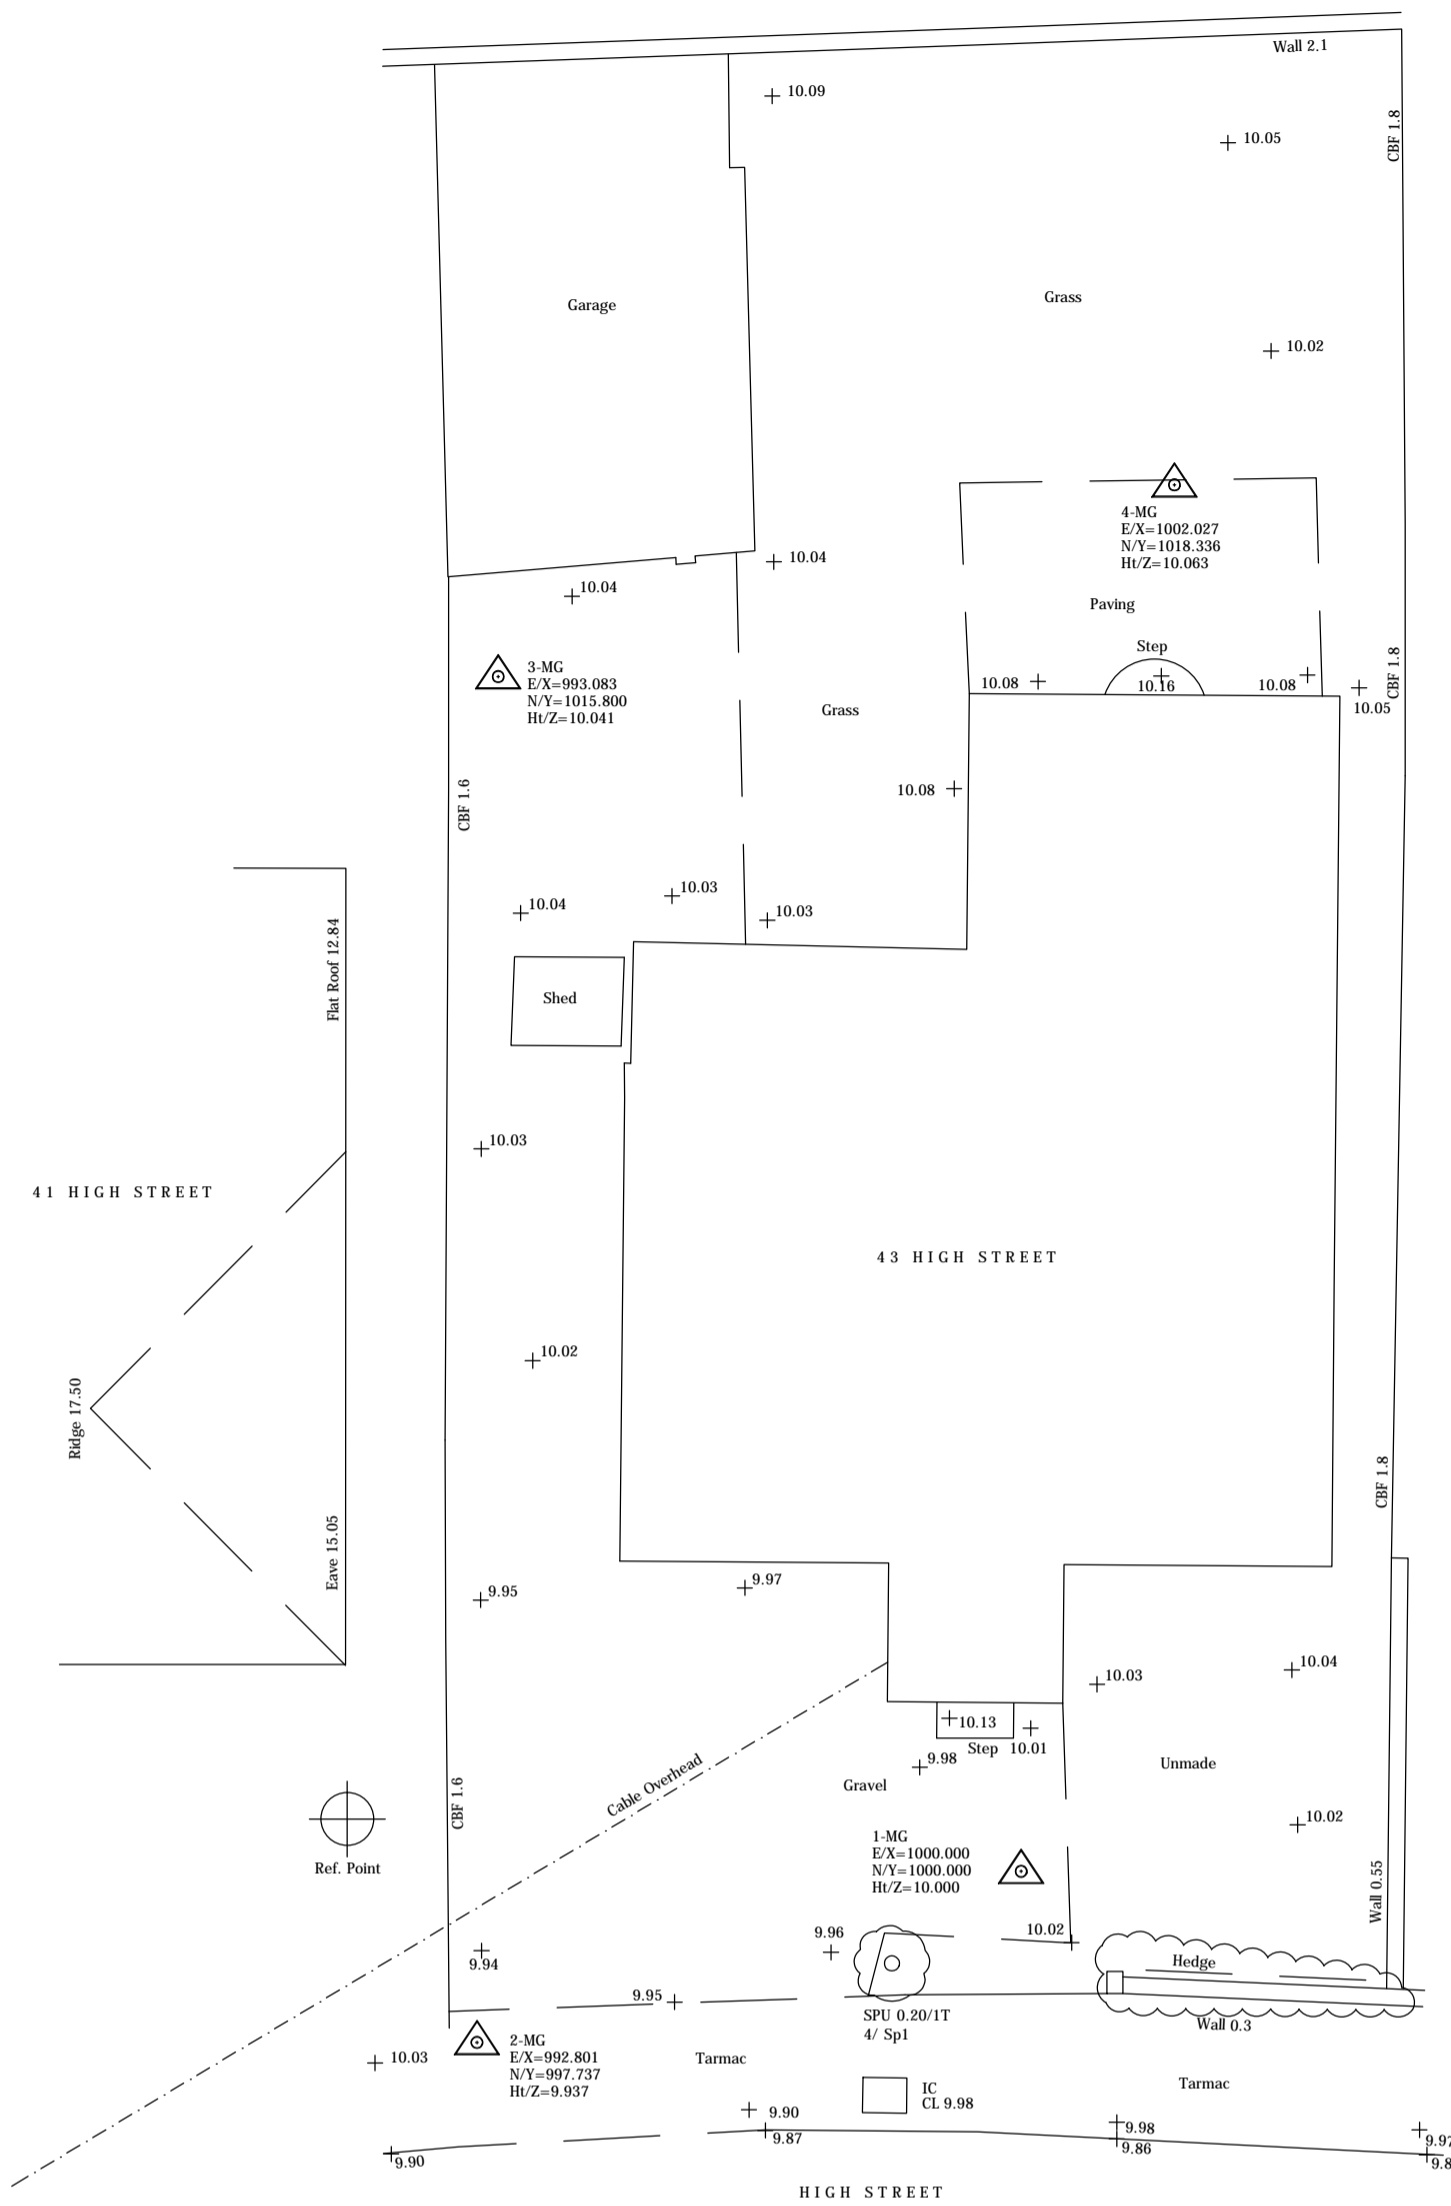 Wall 2.1
10.09
CBF 1.8
10.05
Grass
Garage
10.02
4-MG
E/X=1002.027
N/Y=1018.336
Ht/Z=10.063
10.04
10.04
Paving
Step
3-MG
E/X=993.083
N/Y=1015.800
Ht/Z=10.041
10.08
10.16
10.08
CBF 1.8
10.05
Grass
CBF 1.6
10.08
10.03
10.04
10.03
Flat Roof 12.84
Shed
10.03
41 HIGH STREET
43 HIGH STREET
10.02
Ridge 17.50
CBF 1.8
Eave 15.05
9.97
9.95
10.04
10.03
10.13
Step 10.01
9.98
Unmade
Cable Overhead
Gravel
CBF 1.6
10.02
1-MG
E/X=1000.000
N/Y=1000.000
Ht/Z=10.000
Ref. Point
Wall 0.55
10.02
9.96
9.94
Hedge
9.95
SPU 0.20/1T
4/ Sp1
Wall 0.3
2-MG
E/X=992.801
N/Y=997.737
Ht/Z=9.937
10.03
Tarmac
Tarmac
IC
CL 9.98
9.90
9.98
9.87
9.86
9.97
9.90
HIGH STREET